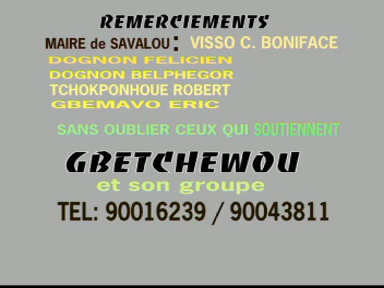 REMERCIEMENTS
MAIRE de SAVALOU: VISSO C. BONIFACE
DOGNON FELICIEN
DOGNON BELPHEGOR
TCHOKPONHOUE ROBERT
GBEMAVO ERIC
SANS OUBLIER CEUX QUI SOUTIENNENT
GBETCHEWOU
et son groupe
TEL: 90016239 / 90043811